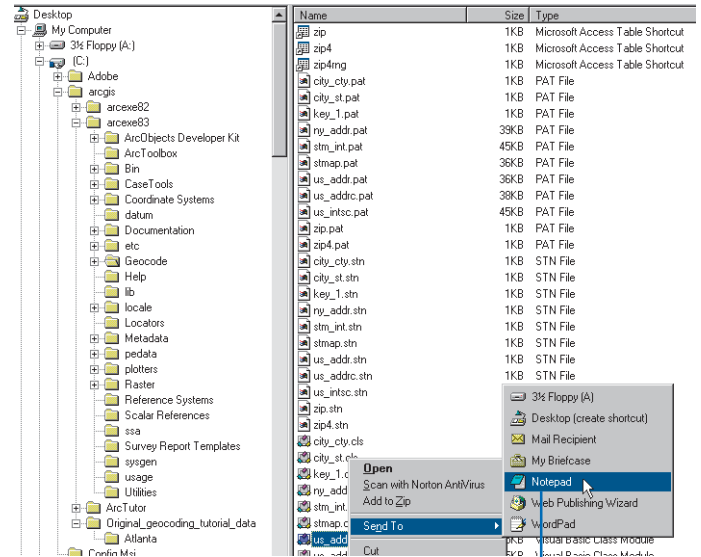 Desktop
My Computer
3½ Floppy (A:)
(C:)
Adobe
arcgis
arcexe82
arcexe83
ArcObjects Developer Kit
ArcToolbox
Bin
CaseTools
Coordinate Systems
datum
Documentation
etc
Geocode
Help
lib
locale
Locators
Metadata
pedata
plotters
Raster
Reference Systems
Scalar References
ssa
Survey Report Templates
sysgen
usage
Utilities
ArcTutor
Original_geocoding_tutorial_data
Atlanta
Config.Msi
Name Size Type
zip 1KB Microsoft Access Table Shortcut
zip4 1KB Microsoft Access Table Shortcut
zip4rng 1KB Microsoft Access Table Shortcut
city_cty.pat 1KB PAT File
city_st.pat 1KB PAT File
key_1.pat 1KB PAT File
ny_addr.pat 39KB PAT File
stm_int.pat 45KB PAT File
stmap.pat 36KB PAT File
us_addr.pat 36KB PAT File
us_addrc.pat 38KB PAT File
us_intsc.pat 45KB PAT File
zip.pat 1KB PAT File
zip4.pat 1KB PAT File
city_cty.stn 1KB STN File
city_st.stn 1KB STN File
key_1.stn 1KB STN File
ny_addr.stn 1KB STN File
stm_int.stn 1KB STN File
stmap.stn 1KB STN File
us_addr.stn 1KB STN File
us_addrc.stn 1KB STN File
us_intsc.stn
zip.stn
zip4.stn
city_cty.cls
city_st.cls
key_1.c
ny_add
stm_int.
stmap.c
us_add
us_add 5KB Visual Basic Class Module
Open
Scan with Norton AntiVirus
Add to Zip
Send To
Cut
3½ Floppy (A)
Desktop (create shortcut)
Mail Recipient
My Briefcase
Notepad
Web Publishing Wizard
WordPad